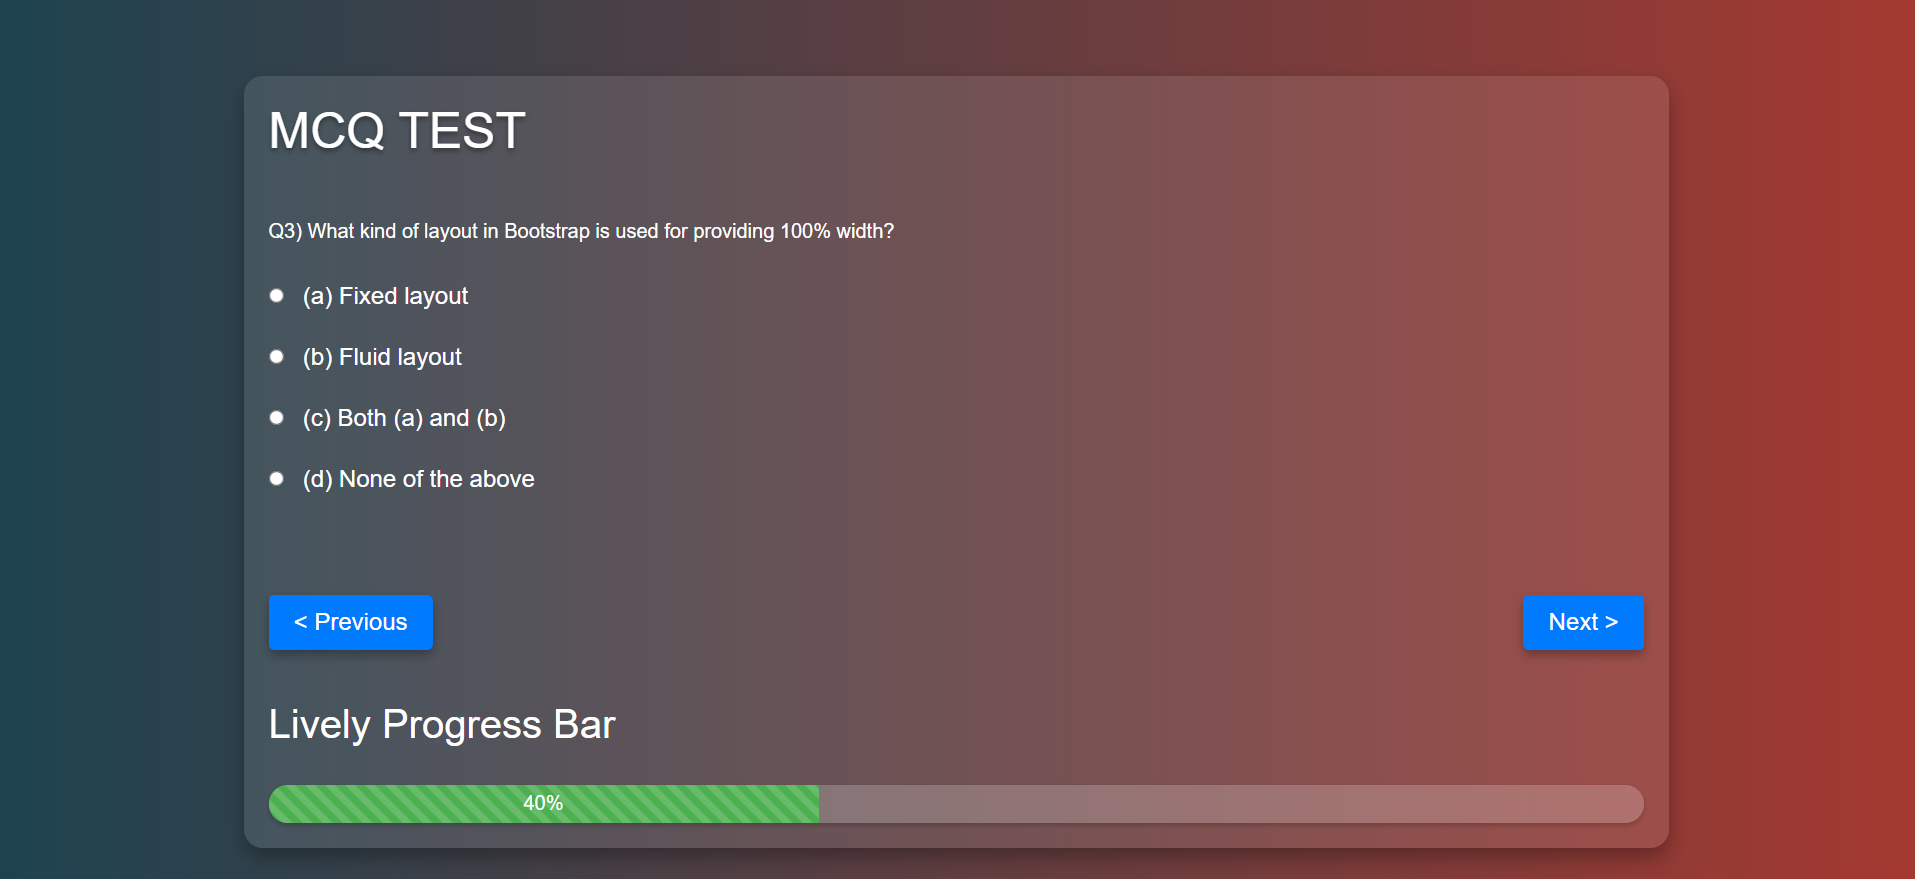 MCQ TEST
Q3) What kind of layout in Bootstrap is used for providing 100% width?
(a) Fixed layout
(b) Fluid layout
(c) Both (a) and (b)
(d) None of the above
< Previous
Next >
Lively Progress Bar
40%